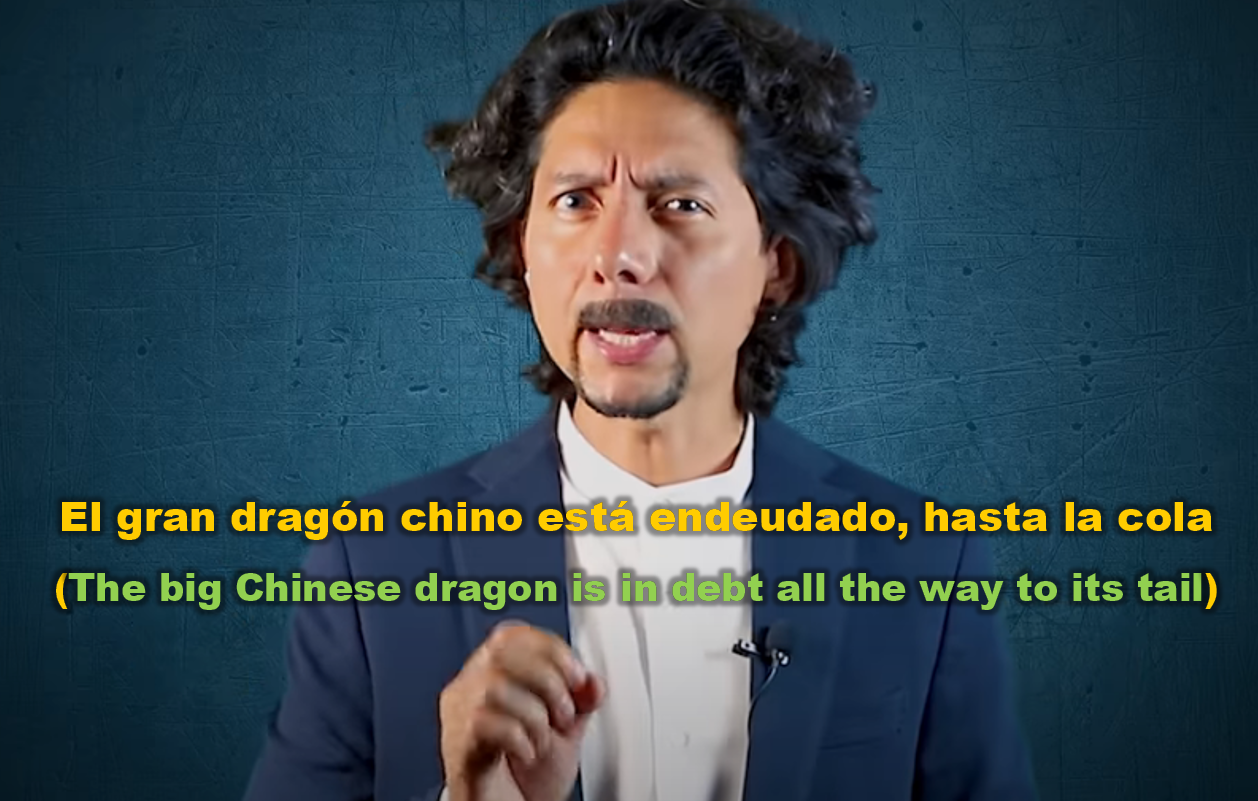 El gran dragón chino está endeudado, hasta la cola
(The big Chinese dragon is in debt all the way to its tail)